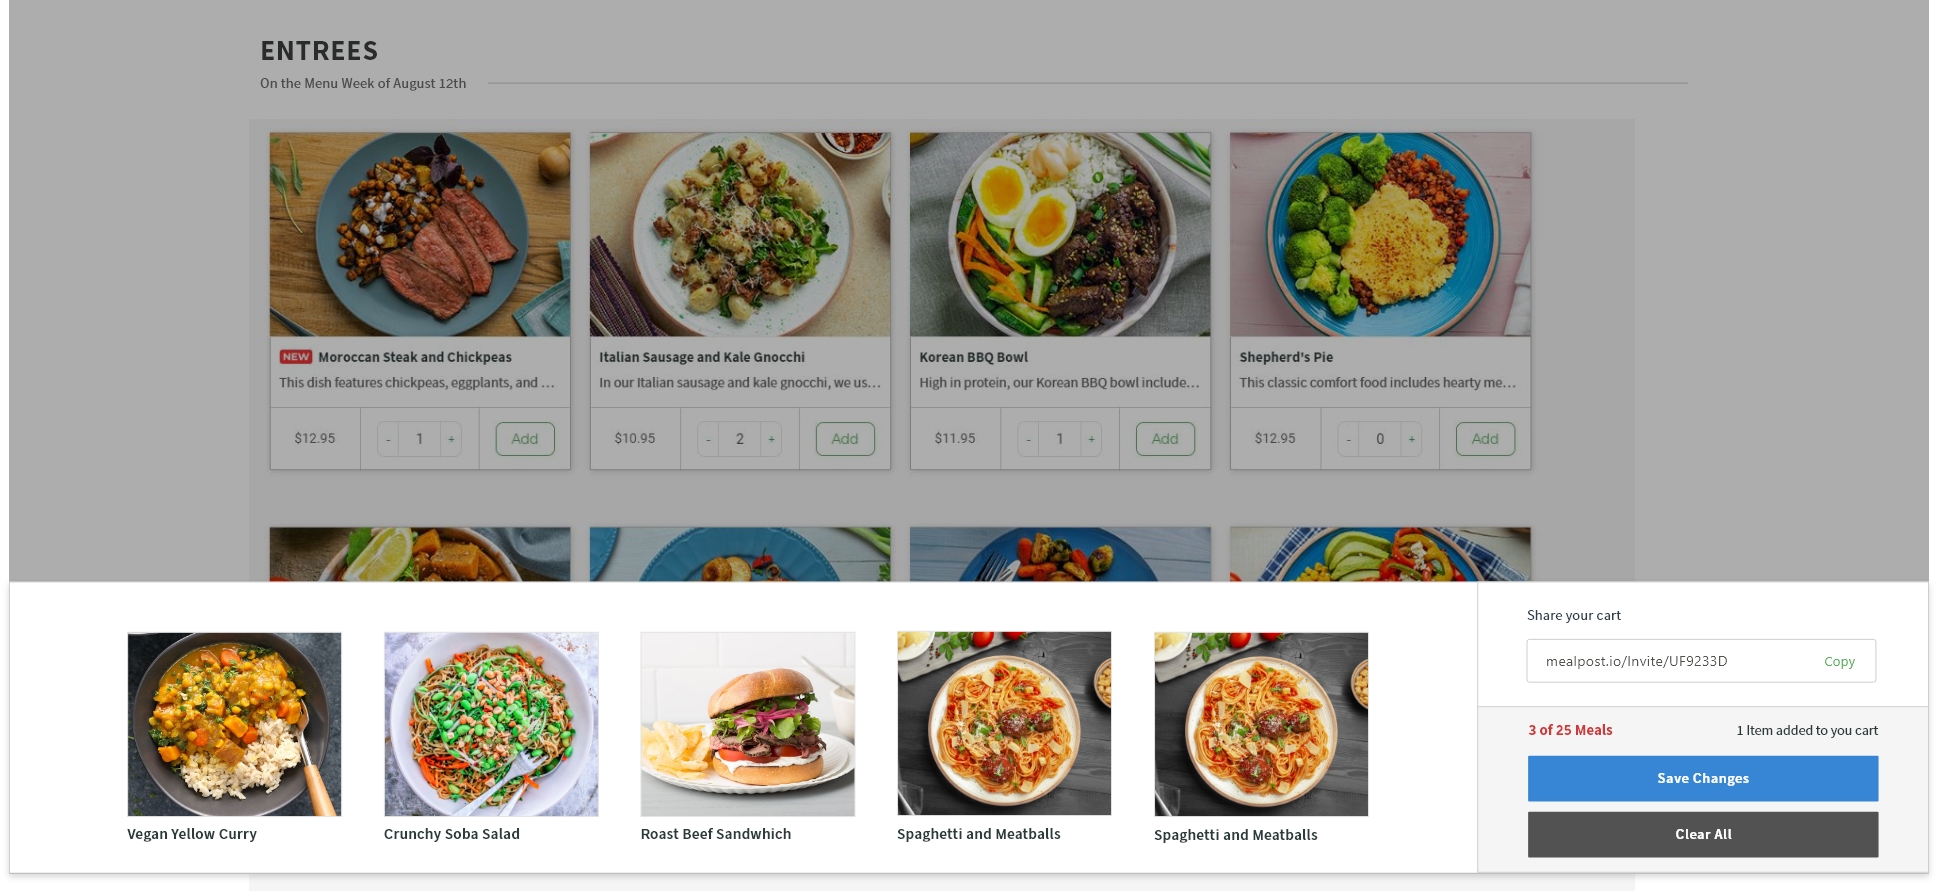 ENTREES
On the Menu Week of August 12th
NEW Moroccan Steak and Chickpeas
This dish features chickpeas, eggplants, and ...
$12.95 - 1 + Add
Italian Sausage and Kale Gnocchi
In our Italian sausage and kale gnocchi, we us...
$10.95 - 2 + Add
Korean BBQ Bowl
High in protein, our Korean BBQ bowl include...
$11.95 - 1 + Add
Shepherd's Pie
This classic comfort food includes hearty me...
$12.95 - 0 + Add
Vegan Yellow Curry
Crunchy Soba Salad
Roast Beef Sandwhich
Spaghetti and Meatballs
Spaghetti and Meatballs
Share your cart
mealpost.io/Invite/UF9233D Copy
3 of 25 Meals 1 Item added to you cart
Save Changes
Clear All